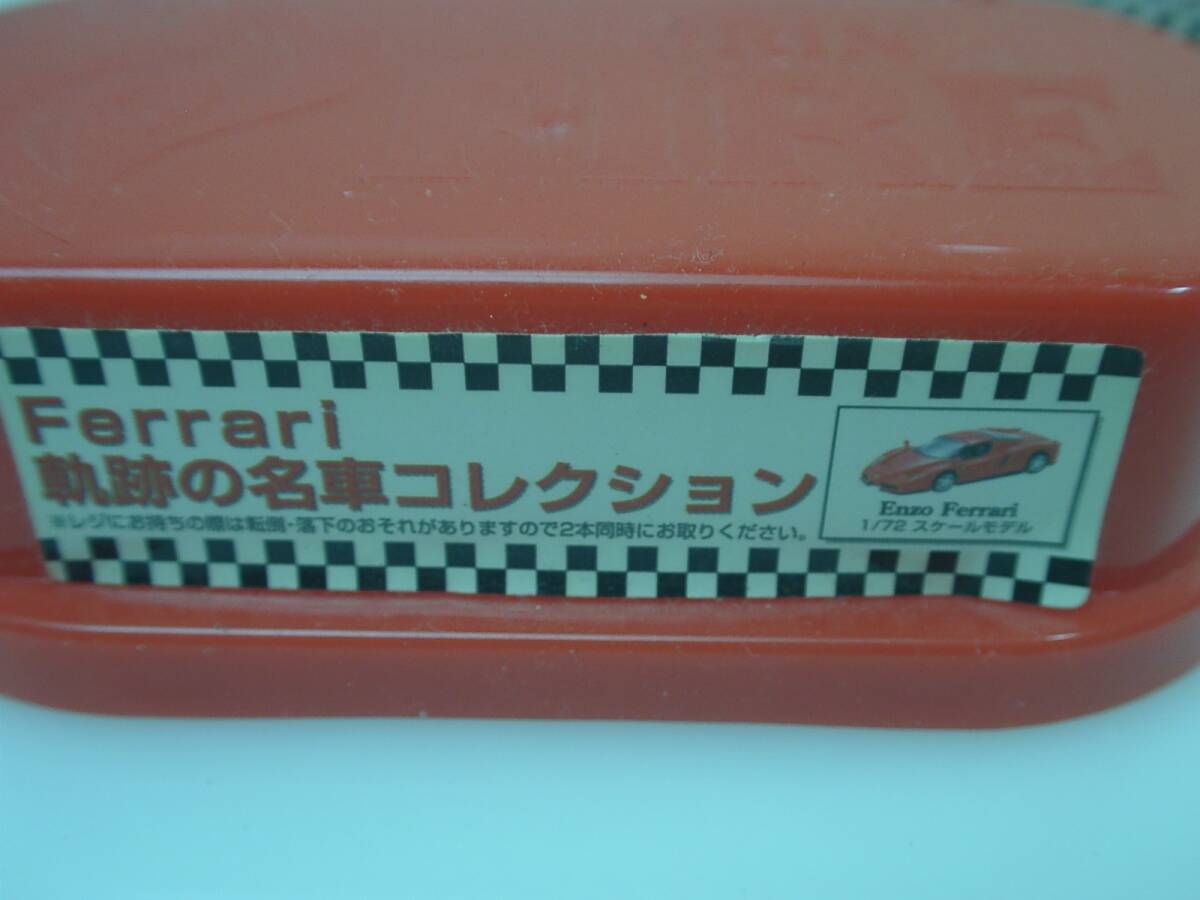 Ferrari
軌跡の名車コレクション
※レジにお持ちの際は転倒・落下のおそれがありますので2本同時にお取りください。
Enzo Ferrari
1/72 スケールモデル